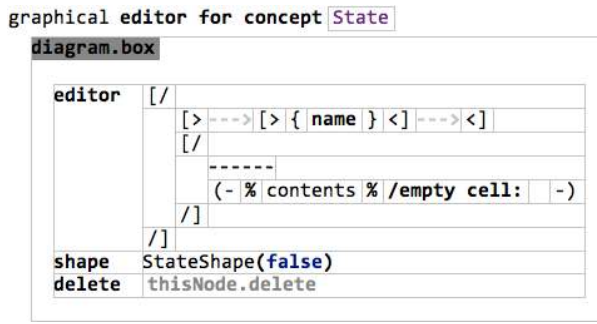 graphical editor for concept State
diagram.box
editor [/
[> ---> [> { name } <] ---> <]
[/
------
(- % contents % /empty cell: -)
/]
/]
shape StateShape(false)
delete thisNode.delete